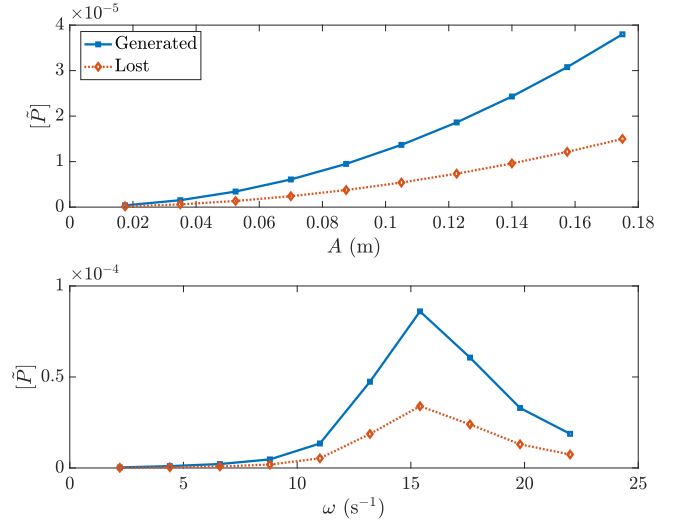 ×10⁻⁵
4
3
2
1
0
[P̃]
Generated
Lost
0 0.02 0.04 0.06 0.08 0.1 0.12 0.14 0.16 0.18
A (m)
×10⁻⁴
1
0.5
0
[P̃]
0 5 10 15 20 25
ω (s⁻¹)